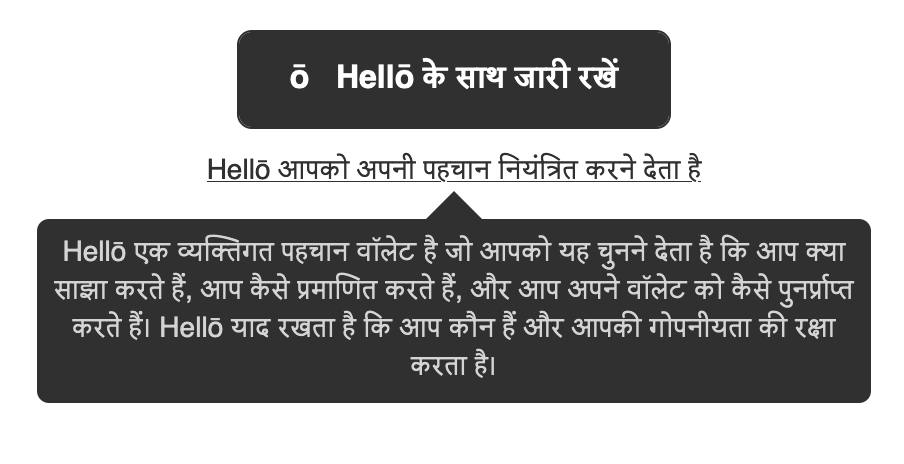 ō Hellō के साथ जारी रखें
Hellō आपको अपनी पहचान नियंत्रित करने देता है
Hellō एक व्यक्तिगत पहचान वॉलेट है जो आपको यह चुनने देता है कि आप क्या
साझा करते हैं, आप कैसे प्रमाणित करते हैं, और आप अपने वॉलेट को कैसे पुनर्प्राप्त
करते हैं। Hellō याद रखता है कि आप कौन हैं और आपकी गोपनीयता की रक्षा
करता है।